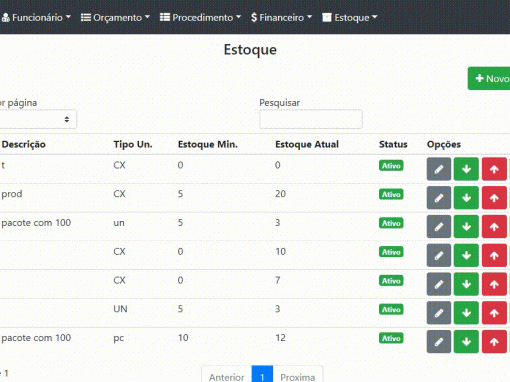 Funcionário Orçamento Procedimento $ Financeiro Estoque
Estoque
+ Novo
or página Pesquisar
Descrição Tipo Un. Estoque Min. Estoque Atual Status Opções
t CX 0 0 Ativo
prod CX 5 20 Ativo
pacote com 100 un 5 3 Ativo
CX 0 10 Ativo
CX 0 7 Ativo
UN 5 3 Ativo
pacote com 100 pc 10 12 Ativo
1
Anterior 1 Proxima